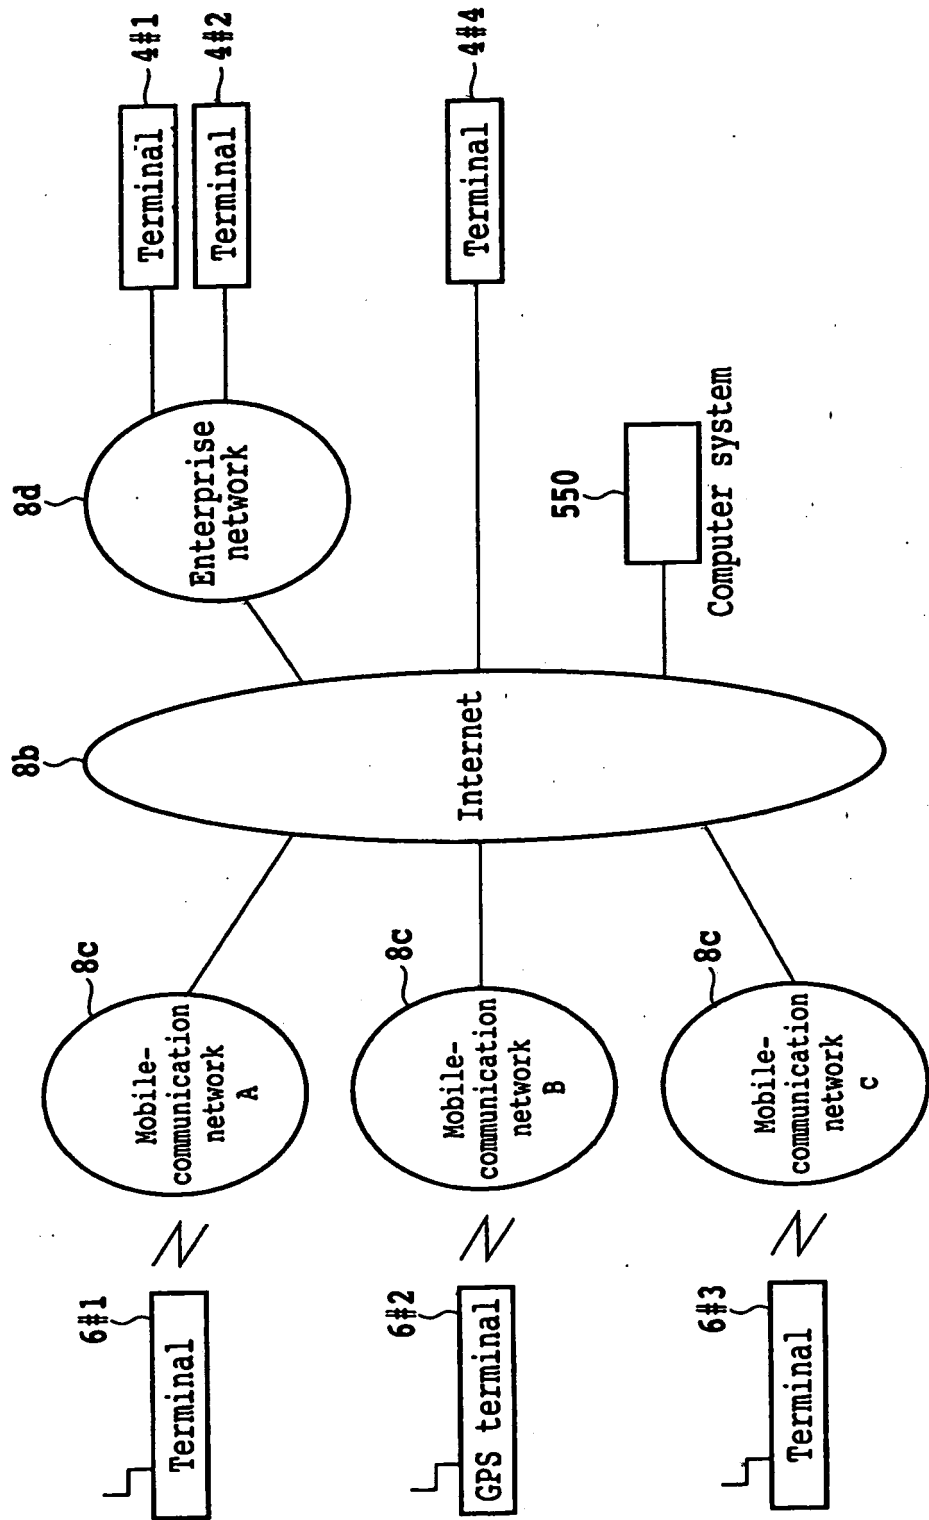 6#1
Terminal
Mobile-
communication
network
A
8c
8b
8d
Enterprise
network
Terminal
4#1
Terminal
4#2
6#2
GPS terminal
Mobile-
communication
network
B
8c
Internet
Terminal
4#4
6#3
Terminal
Mobile-
communication
network
C
8c
550
Computer system